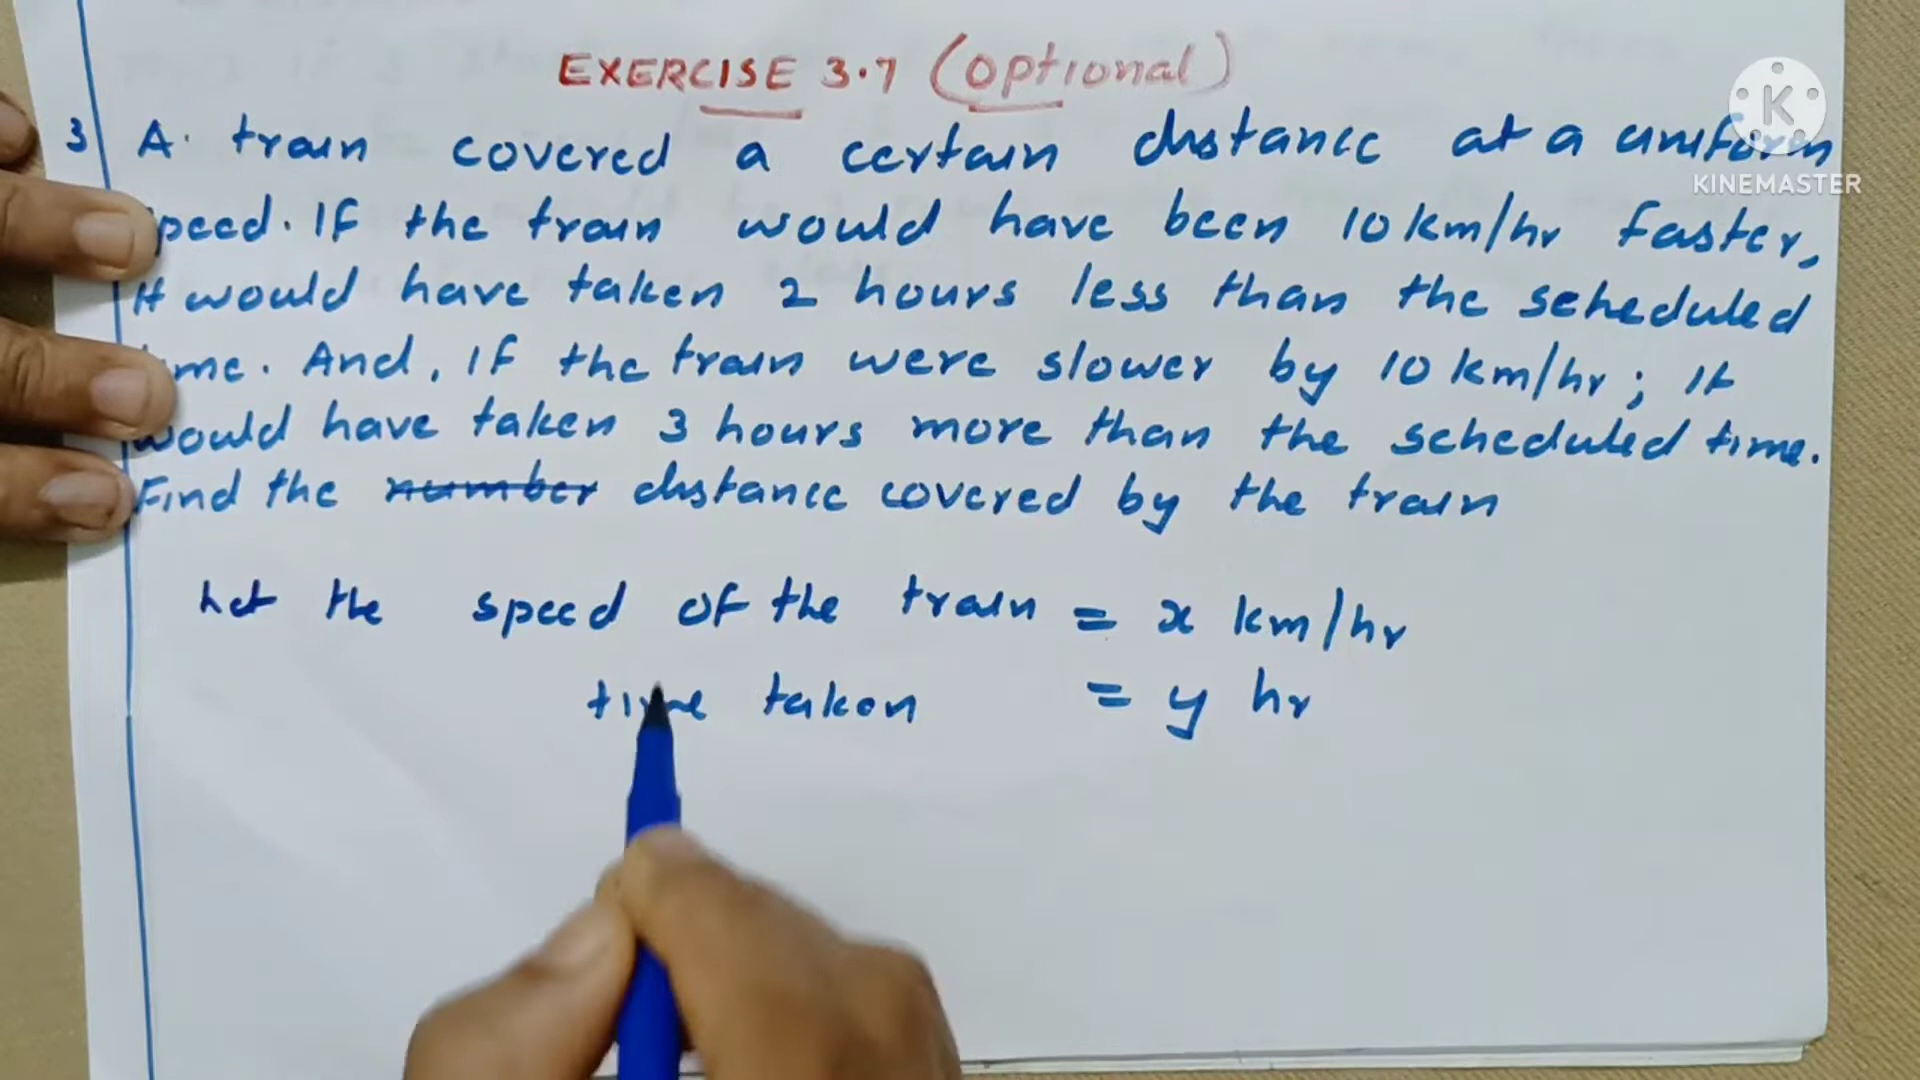 EXERCISE 3.7 (Optional)
3 A. train covered a certain distance at a uniform
K
KINEMASTER
speed. If the train would have been 10 km/hr faster,
it would have taken 2 hours less than the scheduled
time. And, if the train were slower by 10 km/hr; it
would have taken 3 hours more than the scheduled time.
Find the number distance covered by the train
Let the speed of the train = x km/hr
time taken = y hr